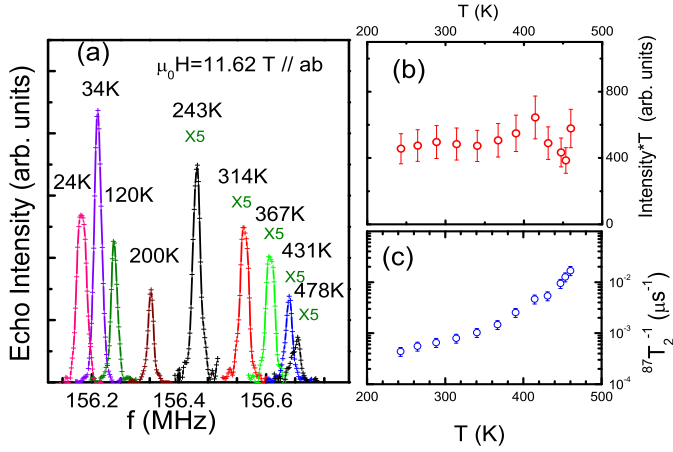 (a)
μ0H=11.62 T // ab
34K
243K
X5
24K
120K
314K
X5
367K
X5
200K
431K
X5
478K
X5
Echo Intensity (arb. units)
156.2 156.4 156.6
f (MHz)
T (K)
200 300 400 500
(b)
800
400
0
Intensity*T (arb. units)
(c)
10^-2
10^-3
10^-4
^87T2^-1 (μs^-1)
200 300 400 500
T (K)